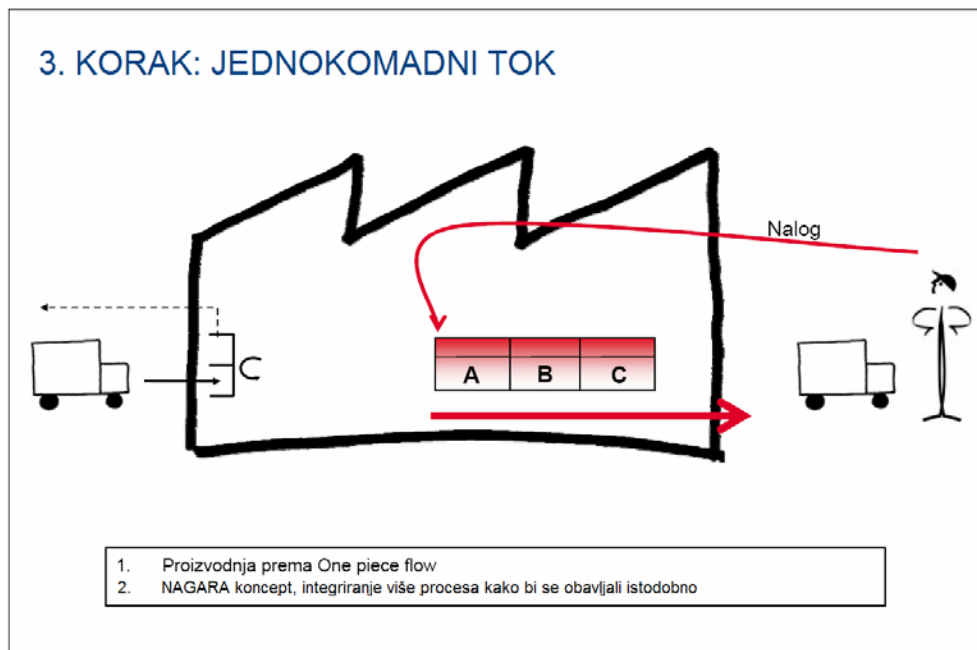 3. KORAK: JEDNOKOMADNI TOK
Nalog
A B C
1. Proizvodnja prema One piece flow
2. NAGARA koncept, integriranje više procesa kako bi se obavljali istodobno